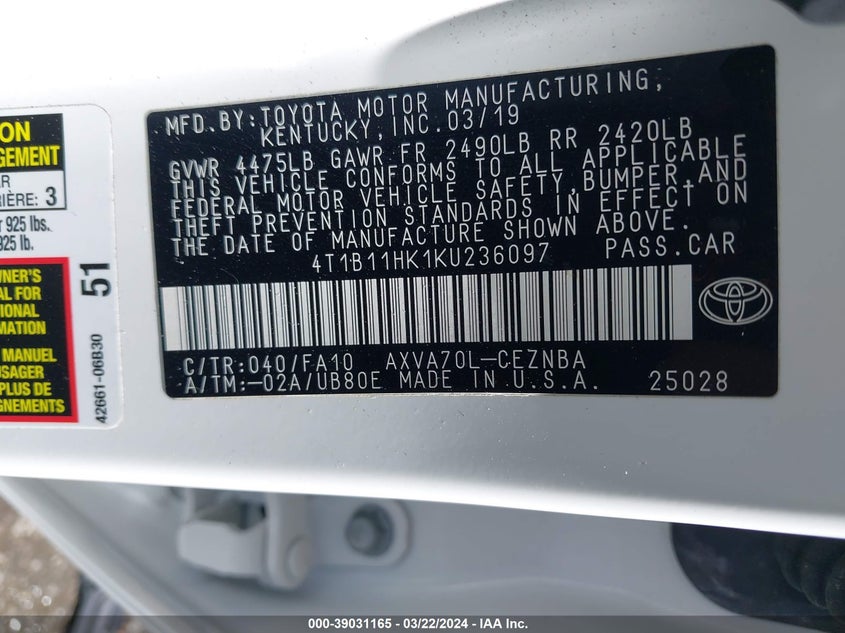 MFD.BY:TOYOTA MOTOR MANUFACTURING,
KENTUCKY,INC.03/19
GVWR 4475LB GAWR FR 2490LB RR 2420LB
THIS VEHICLE CONFORMS TO ALL APPLICABLE
FEDERAL MOTOR VEHICLE SAFETY,BUMPER,AND
THEFT PREVENTION STANDARDS IN EFFECT ON
THE DATE OF MANUFACTURE SHOWN ABOVE.
4T1B11HK1KU236097 PASS.CAR
C/TR:040/FA10 AXVA70L-CEZNBA
A/TM:-02A/UB80E MADE IN U.S.A. 25028
ON
GEMENT
AR
RIÈRE: 3
r 925 lbs.
925 lb.
WNER'S
AL FOR
TIONAL
RMATION
MANUEL
SAGER
PLUS DE
GNEMENTS
51
42661-06B30
000-39031165 - 03/22/2024 - IAA Inc.